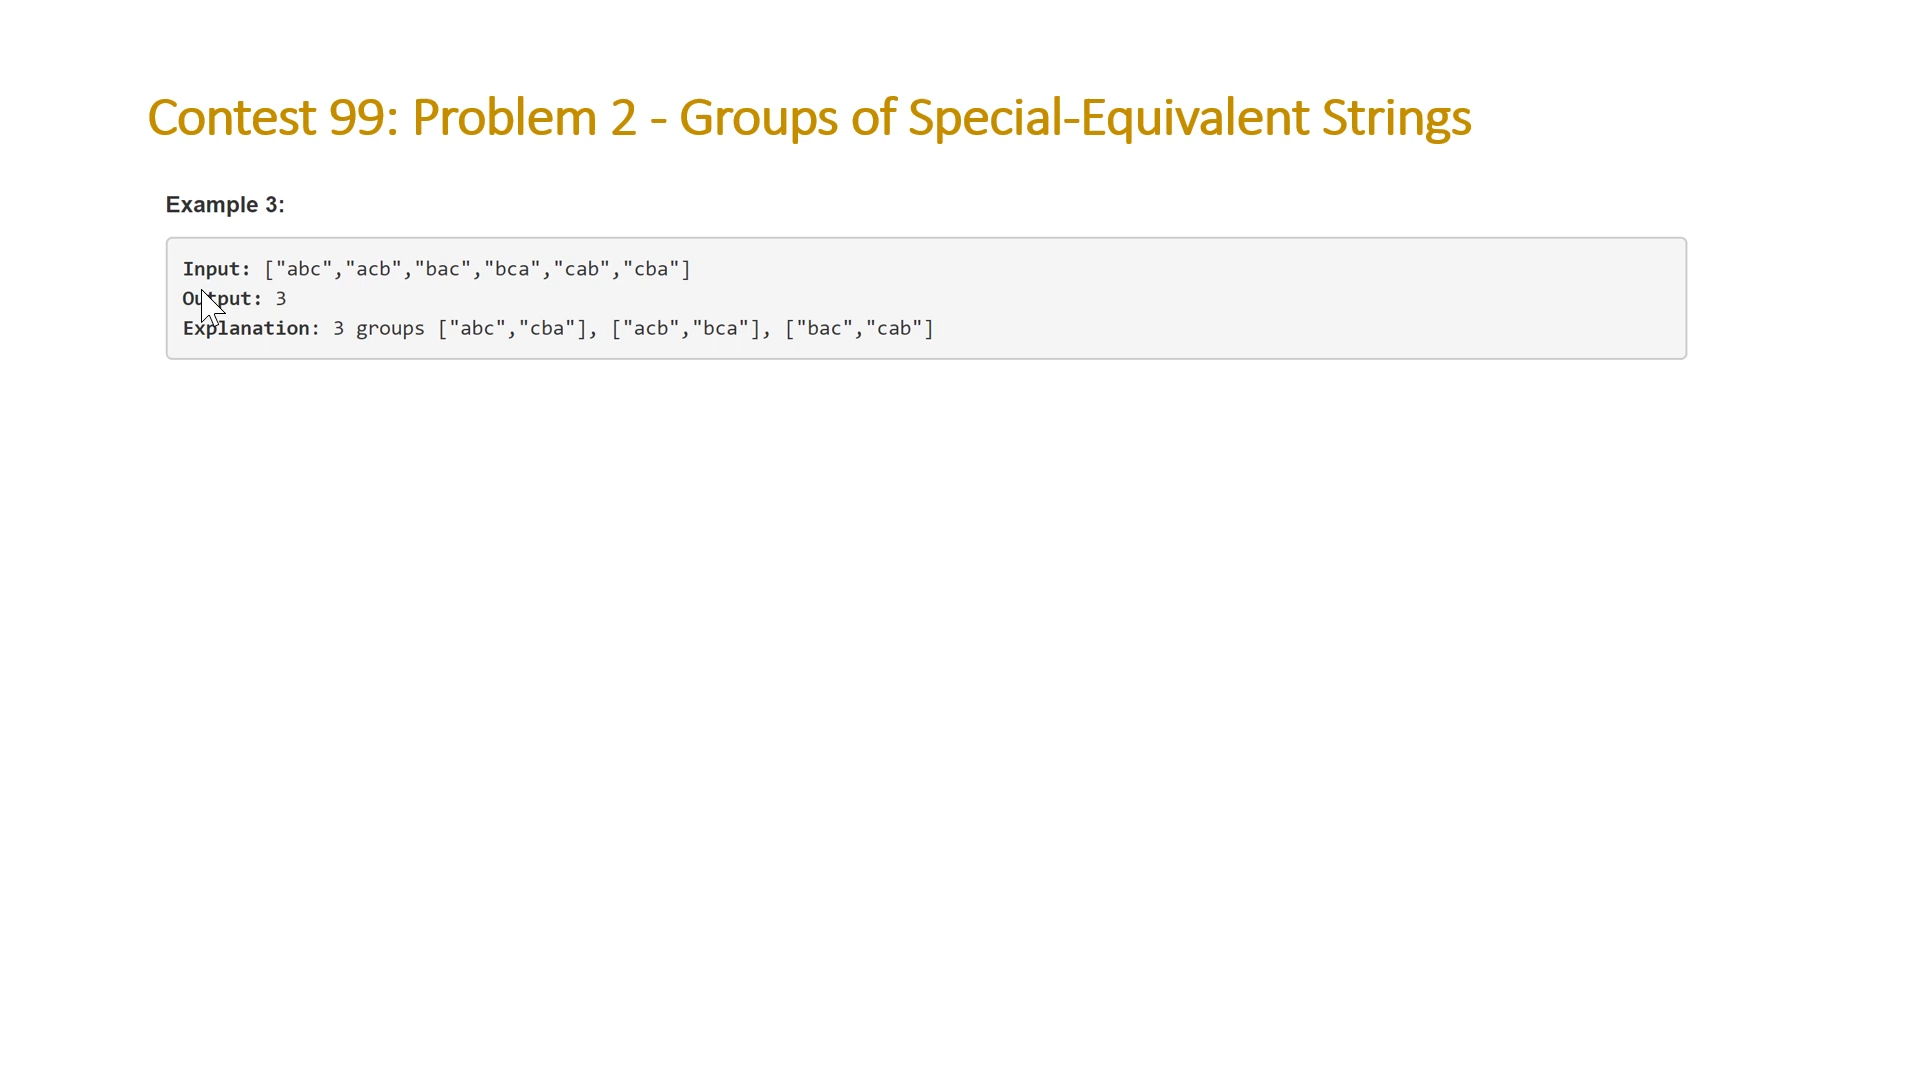 Contest 99: Problem 2 - Groups of Special-Equivalent Strings
Example 3:
Input: ["abc","acb","bac","bca","cab","cba"]
Output: 3
Explanation: 3 groups ["abc","cba"], ["acb","bca"], ["bac","cab"]